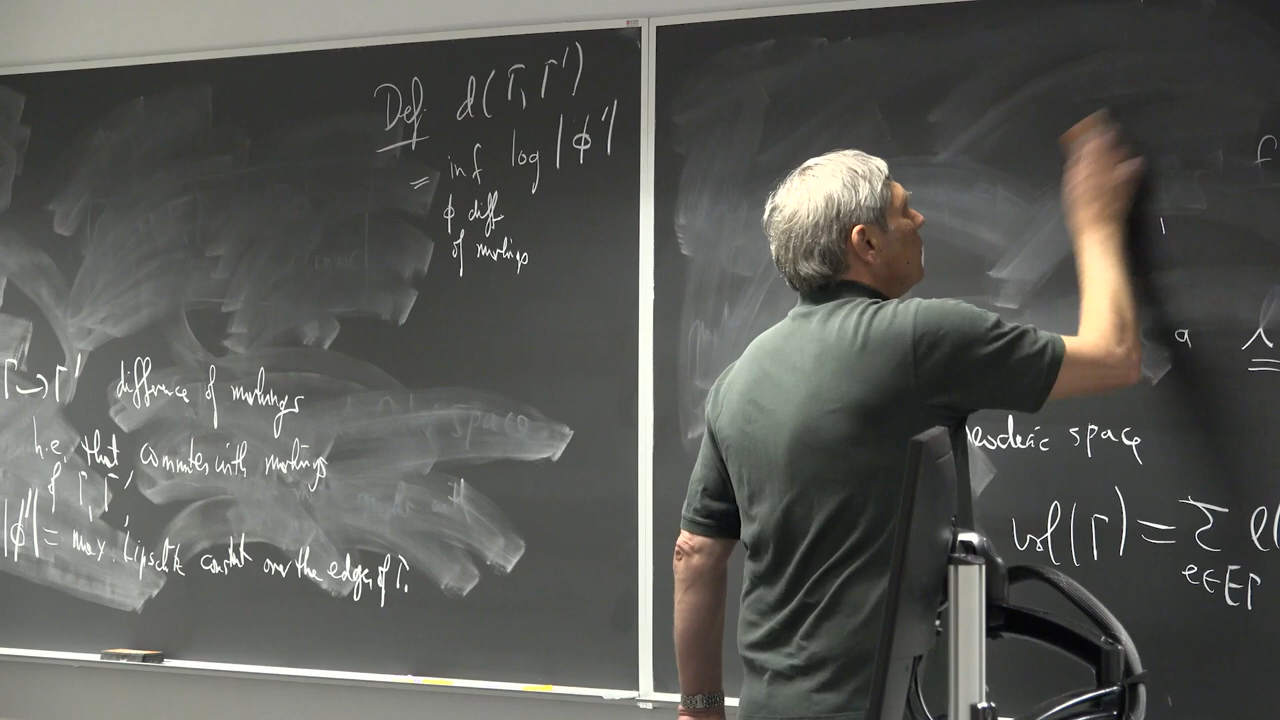 Def d(Γ, Γ')
= inf log |ϕ'|
ϕ diff
of markings
Γ→Γ' difference of markings
h.e. that commutes with markings
of Γ, Γ'
|ϕ'| = max. Lipschitz constant over the edges of Γ.
f
a λ
geodesic space
vol(Γ) = Σ ℓ(
e∈EΓ